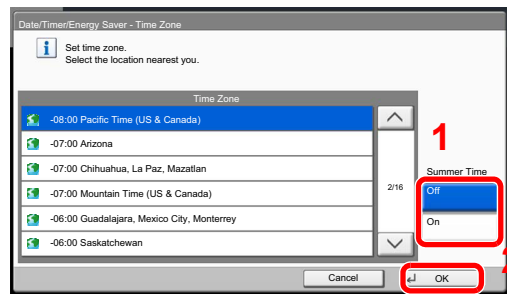 Date/Timer/Energy Saver - Time Zone
Set time zone.
Select the location nearest you.
Time Zone
-08:00 Pacific Time (US & Canada)
-07:00 Arizona
-07:00 Chihuahua, La Paz, Mazatlan
-07:00 Mountain Time (US & Canada)
-06:00 Guadalajara, Mexico City, Monterrey
-06:00 Saskatchewan
2/16
1
Summer Time
Off
On
Cancel
OK